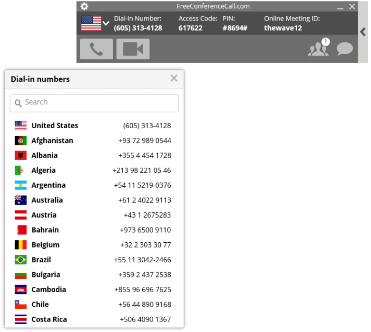 FreeConferenceCall.com
Dial-in Number: Access Code: PIN: Online Meeting ID:
(605) 313-4128 617622 #8694# thewave12
1
Dial-in numbers
Search
United States (605) 313-4128
Afghanistan +93 72 989 0544
Albania +355 4 454 1728
Algeria +213 98 221 05 46
Argentina +54 11 5219 0376
Australia +61 2 4022 9113
Austria +43 1 2675283
Bahrain +973 6500 9110
Belgium +32 2 303 30 77
Brazil +55 11 3042-2466
Bulgaria +359 2 437 2538
Cambodia +855 96 696 7625
Chile +56 44 890 9168
Costa Rica +506 4090 1367